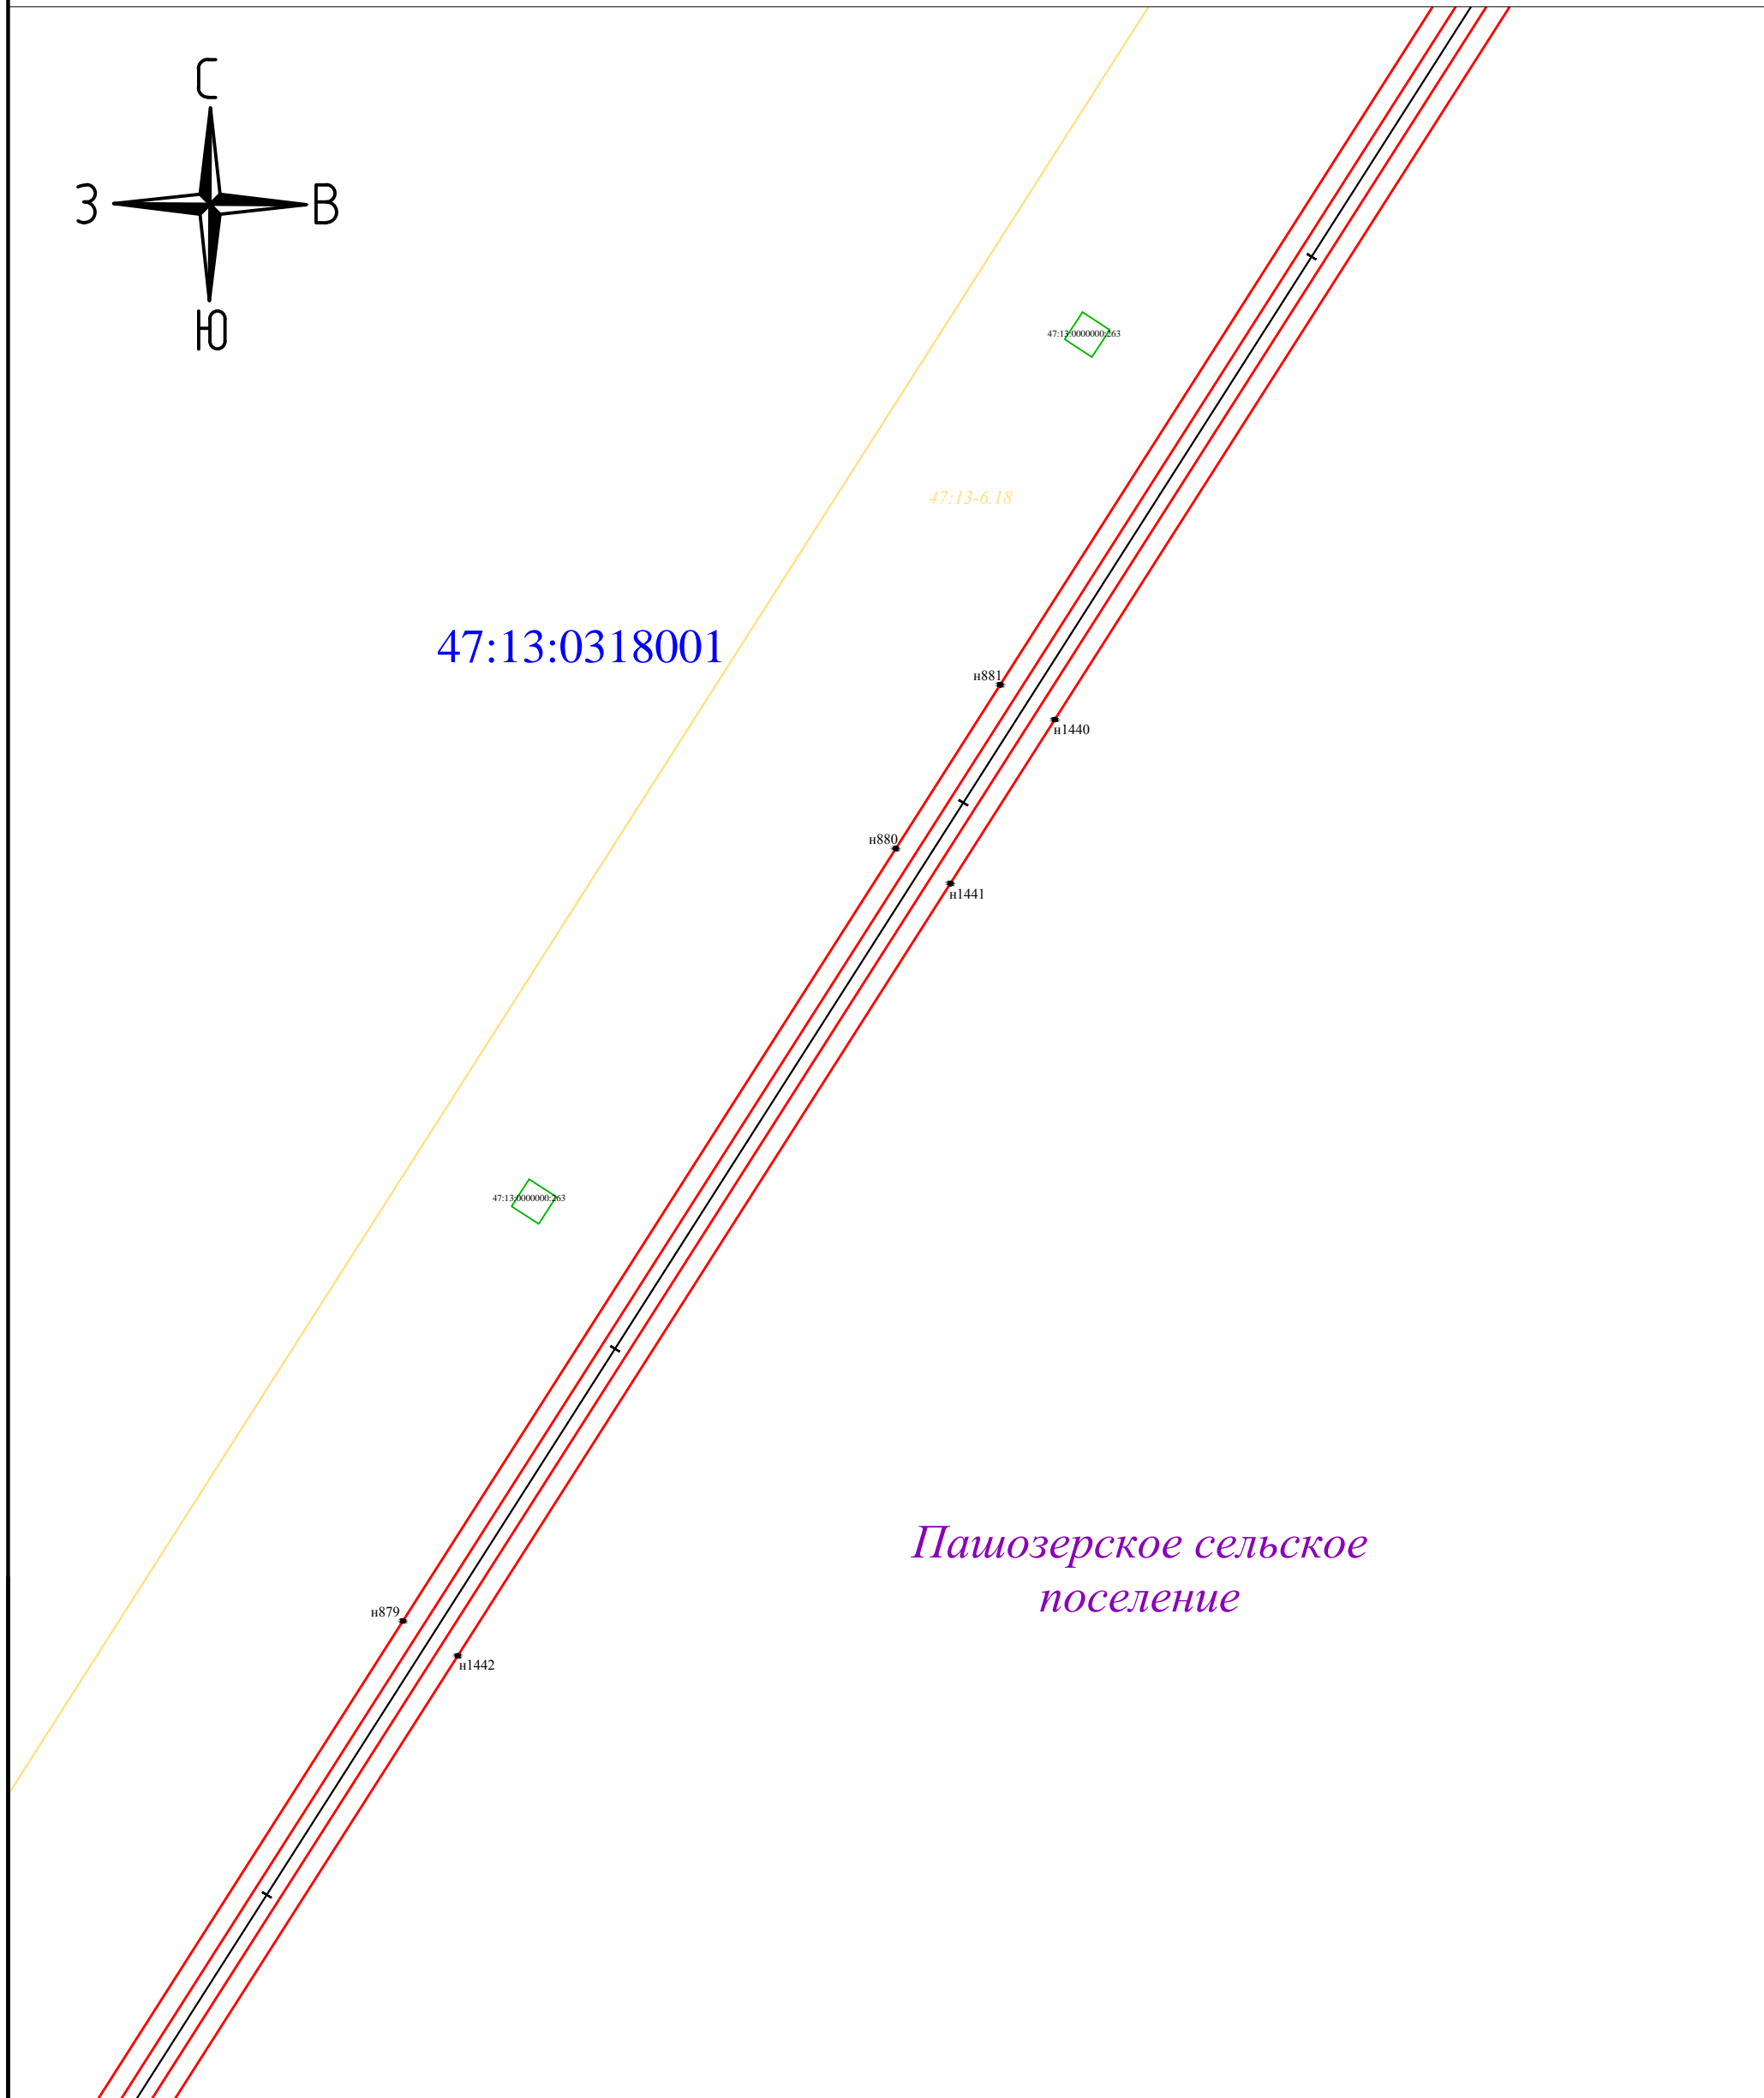 С
З
В
Ю
47:13:0000000:263
47:13-6.18
47:13:0318001
н881
н1440
н880
н1441
47:13:0000000:263
Пашозерское сельское
поселение
н879
н1442